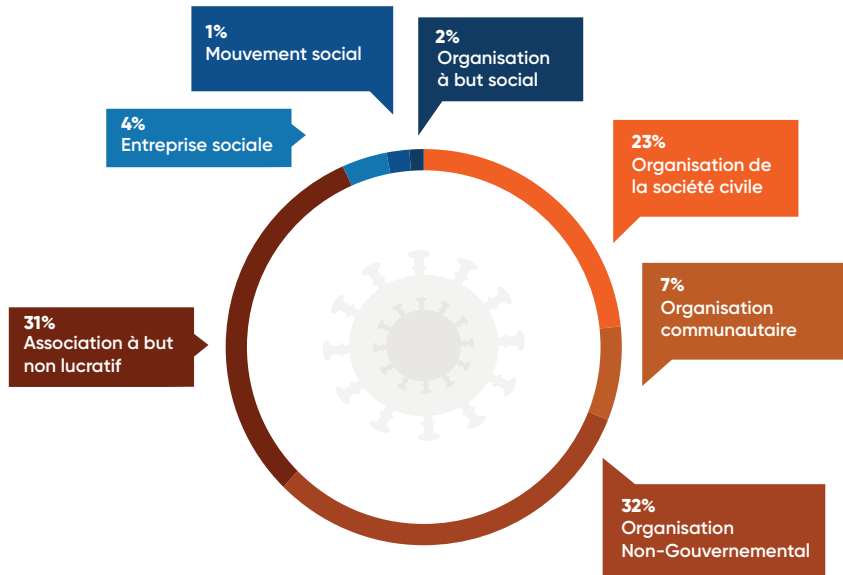 1%
Mouvement social
2%
Organisation
à but social
4%
Entreprise sociale
23%
Organisation de
la société civile
7%
Organisation
communautaire
31%
Association à but
non lucratif
32%
Organisation
Non-Gouvernemental